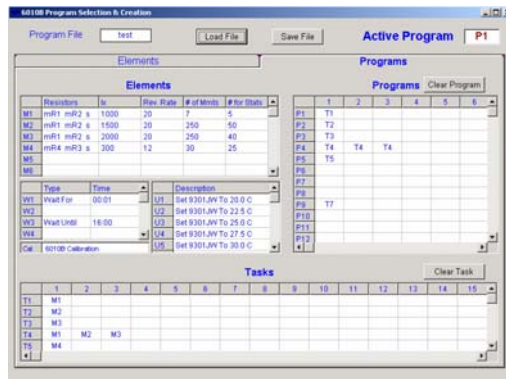 6010B Program Selection & Creation
Program File test Load File Save File Active Program P1
Elements Programs
Elements
Resistors Ix Rev. Rate # of Mmts # for Stats
M1 mR1 mR2 s 1000 20 7 5
M2 mR1 mR2 s 1500 20 250 50
M3 mR1 mR3 s 2000 20 250 40
M4 mR4 mR3 s 300 12 30 25
M5
M6
Type Time
W1 Wait For 00:01
W2
W3 Wait Until 16:00
W4
Cal 6010B Calibration
Description
U1 Set 9301JW To 20.0 C
U2 Set 9301JW To 22.5 C
U3 Set 9301JW To 25.0 C
U4 Set 9301JW To 27.5 C
U5 Set 9301JW To 30.0 C
Programs Clear Program
1 2 3 4 5 6
P1 T1
P2 T2
P3 T3
P4 T4 T4 T4
P5 T5
P6
P7
P8
P9 T7
P10
P11
P12
Tasks Clear Task
1 2 3 4 5 6 7 8 9 10 11 12 13 14 15
T1 M1
T2 M2
T3 M3
T4 M1 M2 M3
T5 M4